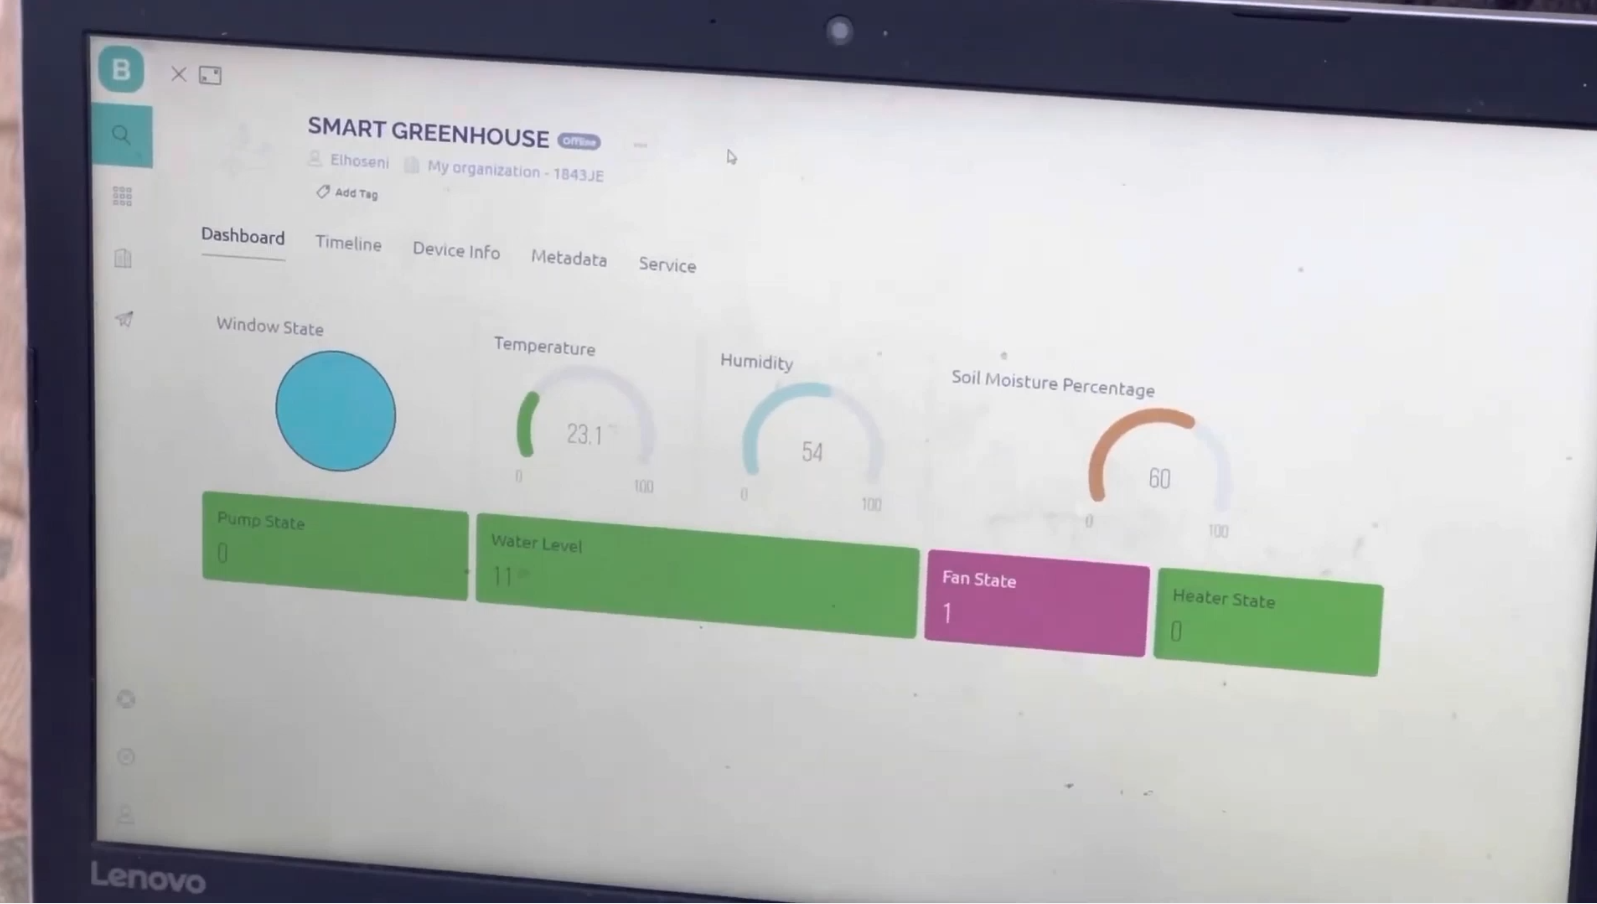 B
SMART GREENHOUSE Offline
Elhoseni My organization - 1843JE
Add Tag
Dashboard Timeline Device Info Metadata Service
Window State
Temperature
Humidity
Soil Moisture Percentage
23.1
54
60
0 100
0 100
0 100
Pump State
0
Water Level
11
Fan State
1
Heater State
0
Lenovo